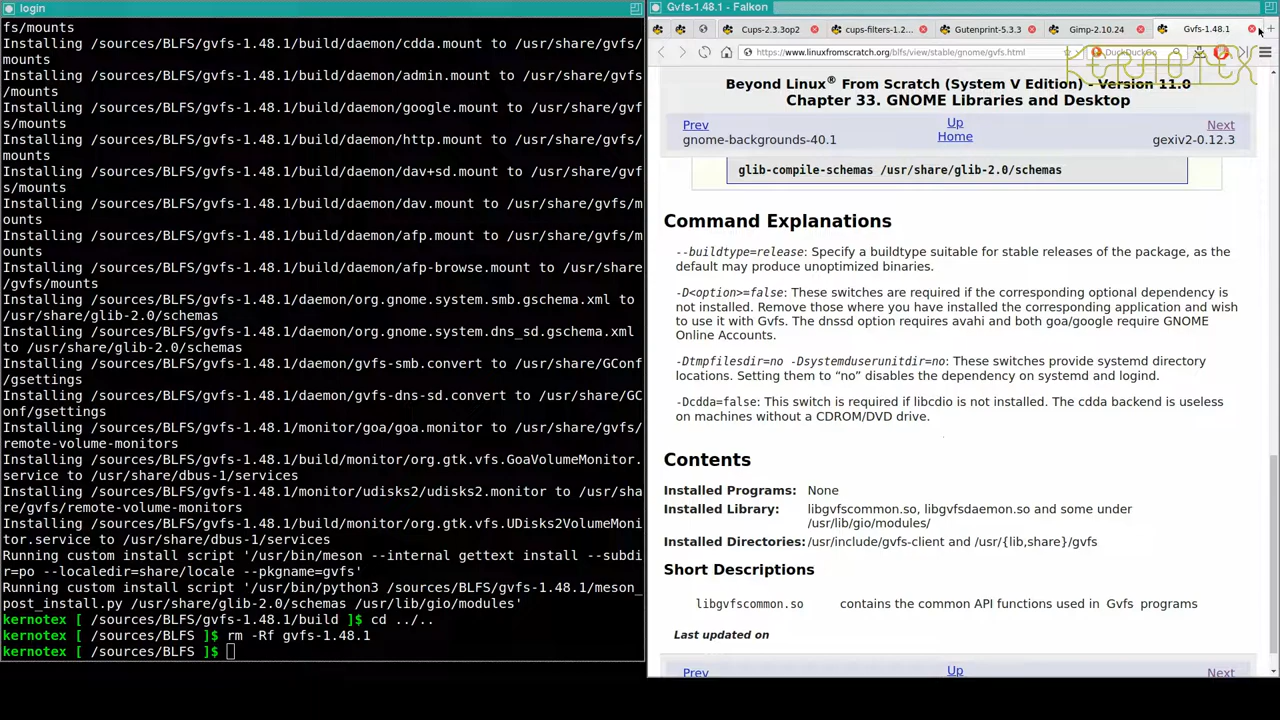 login
fs/mounts
Installing /sources/BLFS/gvfs-1.48.1/build/daemon/cdda.mount to /usr/share/gvfs/
mounts
Installing /sources/BLFS/gvfs-1.48.1/build/daemon/admin.mount to /usr/share/gvfs
/mounts
Installing /sources/BLFS/gvfs-1.48.1/build/daemon/google.mount to /usr/share/gvf
s/mounts
Installing /sources/BLFS/gvfs-1.48.1/build/daemon/http.mount to /usr/share/gvfs/
mounts
Installing /sources/BLFS/gvfs-1.48.1/build/daemon/dav+sd.mount to /usr/share/gvf
s/mounts
Installing /sources/BLFS/gvfs-1.48.1/build/daemon/dav.mount to /usr/share/gvfs/m
ounts
Installing /sources/BLFS/gvfs-1.48.1/build/daemon/afp.mount to /usr/share/gvfs/m
ounts
Installing /sources/BLFS/gvfs-1.48.1/build/daemon/afp-browse.mount to /usr/share
/gvfs/mounts
Installing /sources/BLFS/gvfs-1.48.1/daemon/org.gnome.system.smb.gschema.xml to
/usr/share/glib-2.0/schemas
Installing /sources/BLFS/gvfs-1.48.1/daemon/org.gnome.system.dns_sd.gschema.xml
to /usr/share/glib-2.0/schemas
Installing /sources/BLFS/gvfs-1.48.1/daemon/gvfs-smb.convert to /usr/share/GConf
/gsettings
Installing /sources/BLFS/gvfs-1.48.1/daemon/gvfs-dns-sd.convert to /usr/share/GC
onf/gsettings
Installing /sources/BLFS/gvfs-1.48.1/monitor/goa/goa.monitor to /usr/share/gvfs/
remote-volume-monitors
Installing /sources/BLFS/gvfs-1.48.1/build/monitor/org.gtk.vfs.GoaVolumeMonitor.
service to /usr/share/dbus-1/services
Installing /sources/BLFS/gvfs-1.48.1/monitor/udisks2/udisks2.monitor to /usr/sha
re/gvfs/remote-volume-monitors
Installing /sources/BLFS/gvfs-1.48.1/build/monitor/org.gtk.vfs.UDisks2VolumeMoni
tor.service to /usr/share/dbus-1/services
Running custom install script '/usr/bin/meson --internal gettext install --subdi
r=po --localedir=share/locale --pkgname=gvfs'
Running custom install script '/usr/bin/python3 /sources/BLFS/gvfs-1.48.1/meson_
post_install.py /usr/share/glib-2.0/schemas /usr/lib/gio/modules'
kernotex [ /sources/BLFS/gvfs-1.48.1/build ]$ cd ../..
kernotex [ /sources/BLFS ]$ rm -Rf gvfs-1.48.1
kernotex [ /sources/BLFS ]$
Gvfs-1.48.1 - Falkon
Cups-2.3.3op2 cups-filters-1.2... Gutenprint-5.3.3 Gimp-2.10.24 Gvfs-1.48.1
https://www.linuxfromscratch.org/blfs/view/stable/gnome/gvfs.html DuckDuckGo
KERNOTEX
Beyond Linux® From Scratch (System V Edition) - Version 11.0
Chapter 33. GNOME Libraries and Desktop
Prev Up Next
gnome-backgrounds-40.1 Home gexiv2-0.12.3
glib-compile-schemas /usr/share/glib-2.0/schemas
Command Explanations
--buildtype=release: Specify a buildtype suitable for stable releases of the package, as the
default may produce unoptimized binaries.
-D<option>=false: These switches are required if the corresponding optional dependency is
not installed. Remove those where you have installed the corresponding application and wish
to use it with Gvfs. The dnssd option requires avahi and both goa/google require GNOME
Online Accounts.
-Dtmpfilesdir=no -Dsystemduserunitdir=no: These switches provide systemd directory
locations. Setting them to “no” disables the dependency on systemd and logind.
-Dcdda=false: This switch is required if libcdio is not installed. The cdda backend is useless
on machines without a CDROM/DVD drive.
Contents
Installed Programs: None
Installed Library: libgvfscommon.so, libgvfsdaemon.so and some under
/usr/lib/gio/modules/
Installed Directories: /usr/include/gvfs-client and /usr/{lib,share}/gvfs
Short Descriptions
libgvfscommon.so contains the common API functions used in Gvfs programs
Last updated on
Prev Up Next